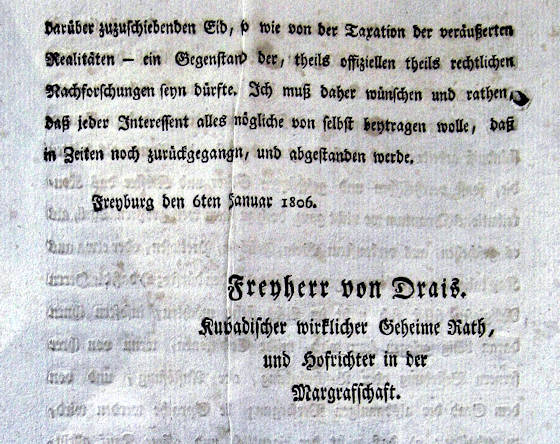 darüber zuzuschiebenden Eid, so wie von der Taxation der veräußerten
Realitäten — ein Gegenstand der, theils offiziellen theils rechtlichen
Nachforschungen seyn dürfte. Ich muß daher wünschen und rathen,
daß jeder Interessent alles mögliche von selbst beytragen wolle, daß
in Zeiten noch zurückgegangn, und abgestanden werde.
Freyburg den 6ten Januar 1806.
Freyherr von Drais.
Kurbadischer wirklicher Geheime Rath,
und Hofrichter in der
Margrafschaft.